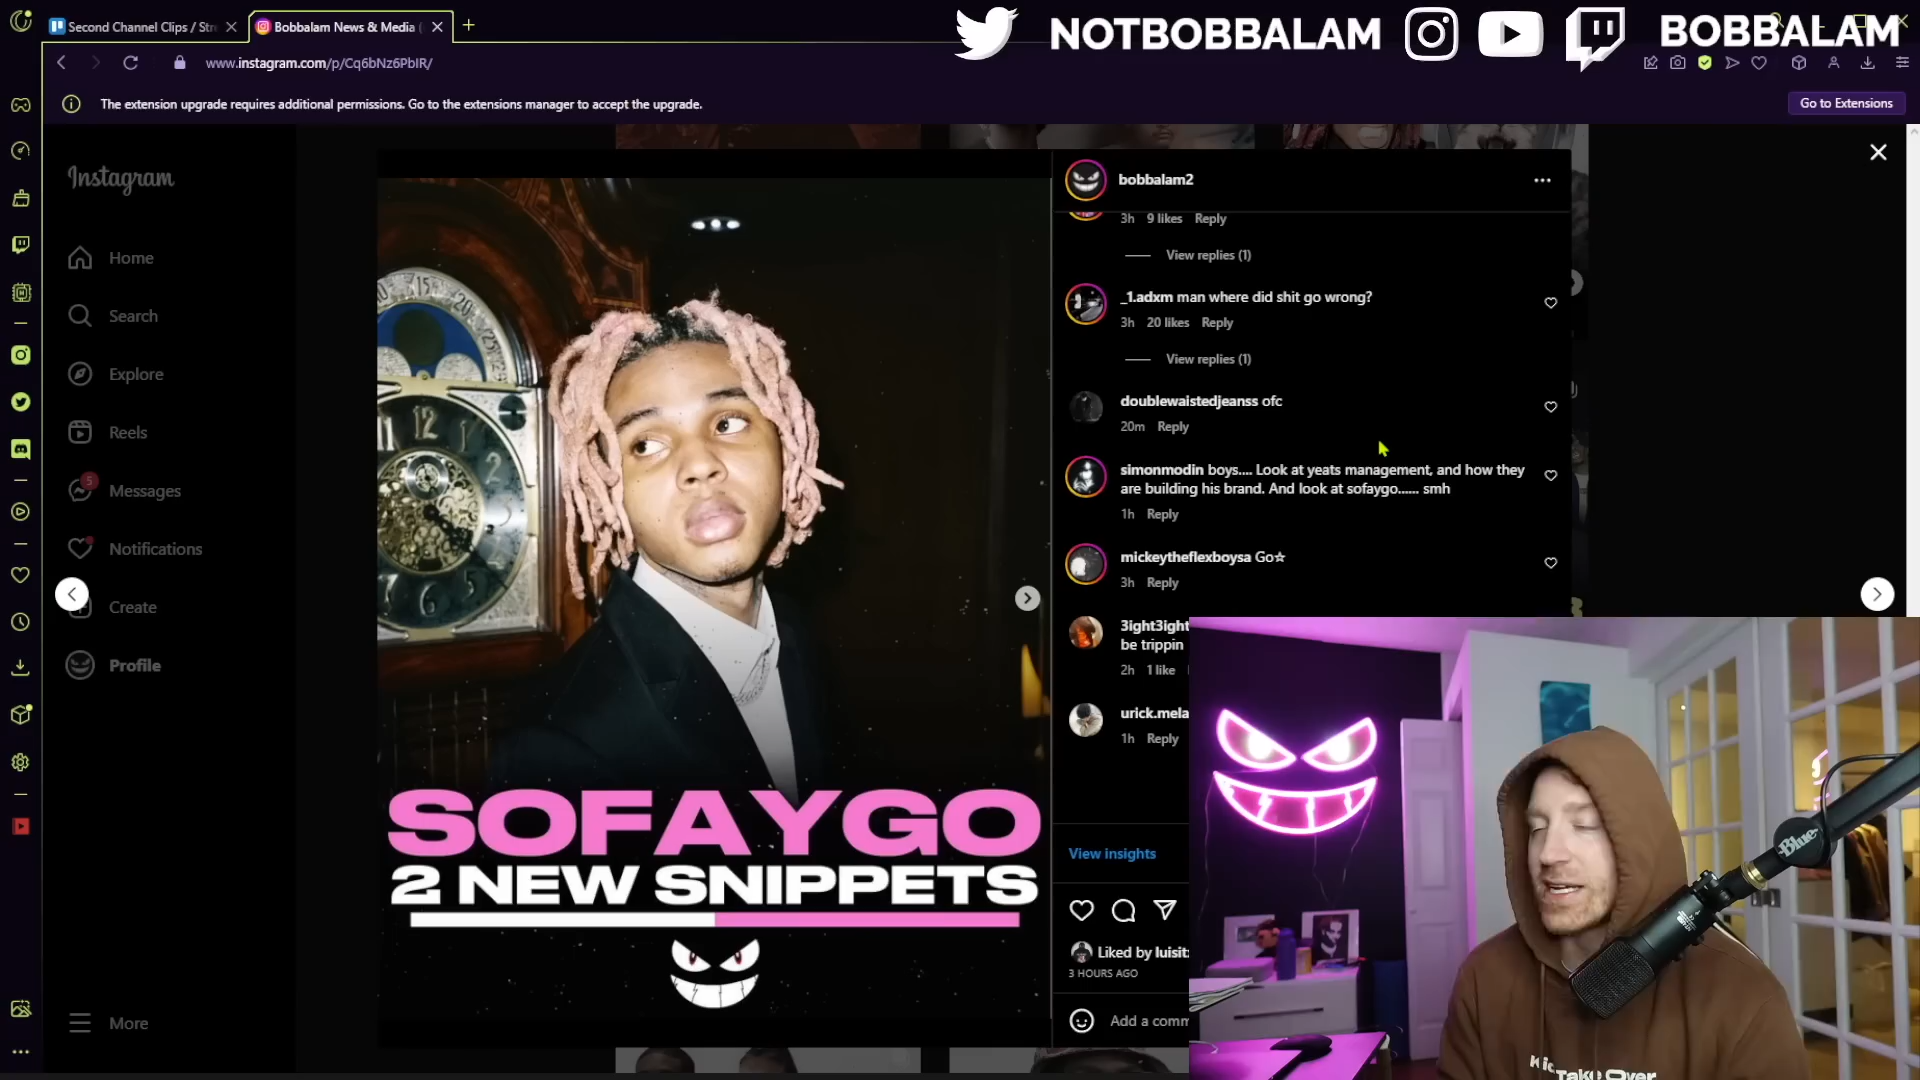 Second Channel Clips / Stre
Bobbalam News & Media (
NOTBOBBALAM
BOBBALAM
www.instagram.com/p/Cq6bNz6PbIR/
The extension upgrade requires additional permissions. Go to the extensions manager to accept the upgrade.
Go to Extensions
Instagram
Home
Search
Explore
Reels
5
Messages
Notifications
Create
Profile
More
SOFAYGO
2 NEW SNIPPETS
bobbalam2
3h 9 likes Reply
View replies (1)
_1.adxm man where did shit go wrong?
3h 20 likes Reply
View replies (1)
doublewaistedjeanss ofc
20m Reply
simonmodin boys.... Look at yeats management, and how they
are building his brand. And look at sofaygo...... smh
1h Reply
mickeytheflexboysa Go☆
3h Reply
3ight3ight
be trippin
2h 1 like
urick.mela
1h Reply
View insights
Liked by luisit
3 HOURS AGO
Add a comm
Blue
Take Over